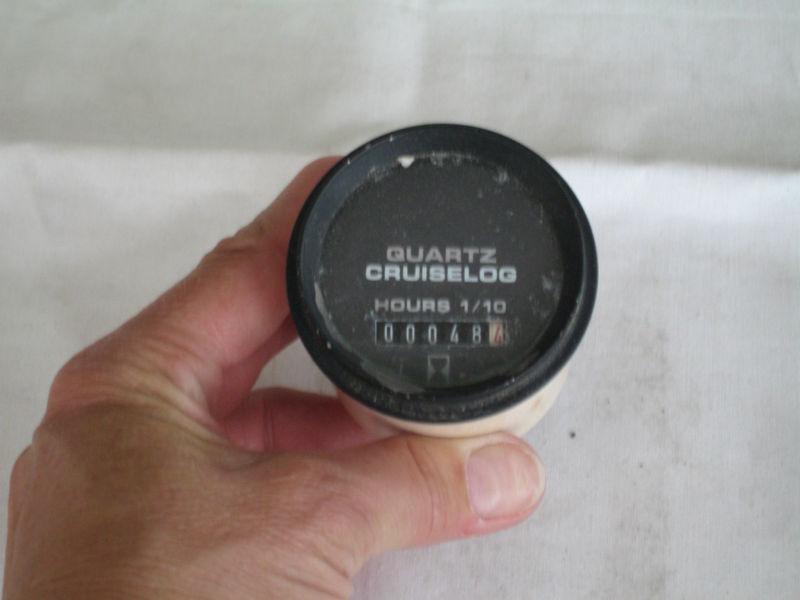 QUARTZ
CRUISELOG
HOURS 1/10
000484